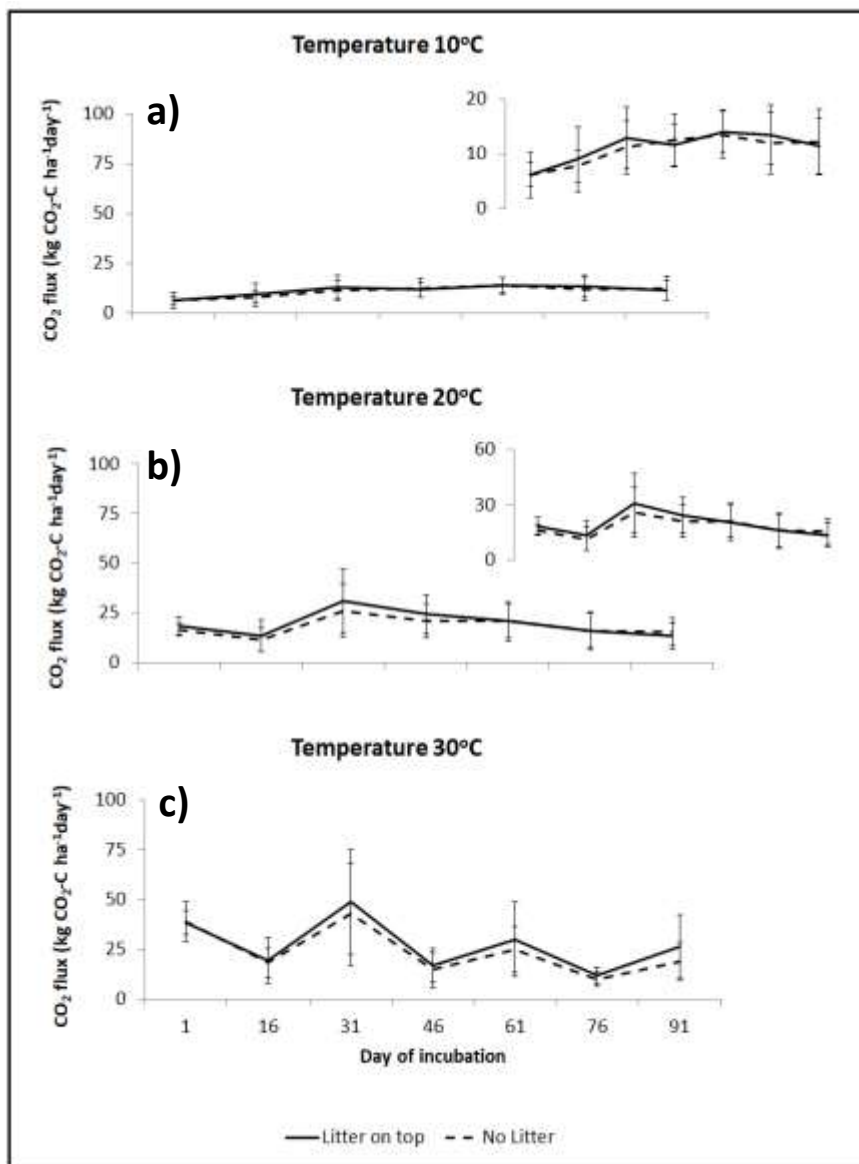 Temperature 10°C
a)
CO₂ flux (kg CO₂-C ha⁻¹day⁻¹)
100
75
50
25
0
20
10
0
Temperature 20°C
b)
CO₂ flux (kg CO₂-C ha⁻¹day⁻¹)
100
75
50
25
0
60
30
0
Temperature 30°C
c)
CO₂ flux (kg CO₂-C ha⁻¹day⁻¹)
100
75
50
25
0
1 16 31 46 61 76 91
Day of incubation
Litter on top No Litter